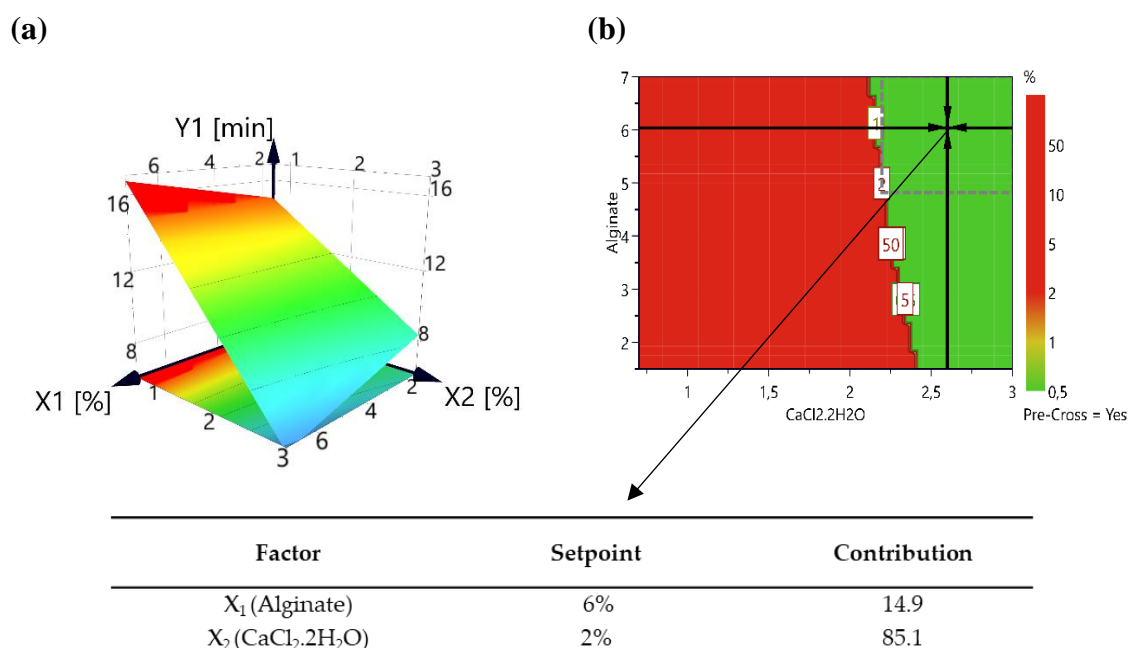 (a)
(b)
Y1 [min]
6 4 2 1 2 3
16 16
12 12
8 8
X1 [%] X2 [%]
1 2 3
6 4 2
7
6
5
4
3
2
Alginate
1
2
50
5
1 1,5 2 2,5 3
CaCl2.2H2O
%
50
10
5
2
1
0,5
Pre-Cross = Yes
Factor Setpoint Contribution
X₁ (Alginate) 6% 14.9
X₂ (CaCl₂.2H₂O) 2% 85.1